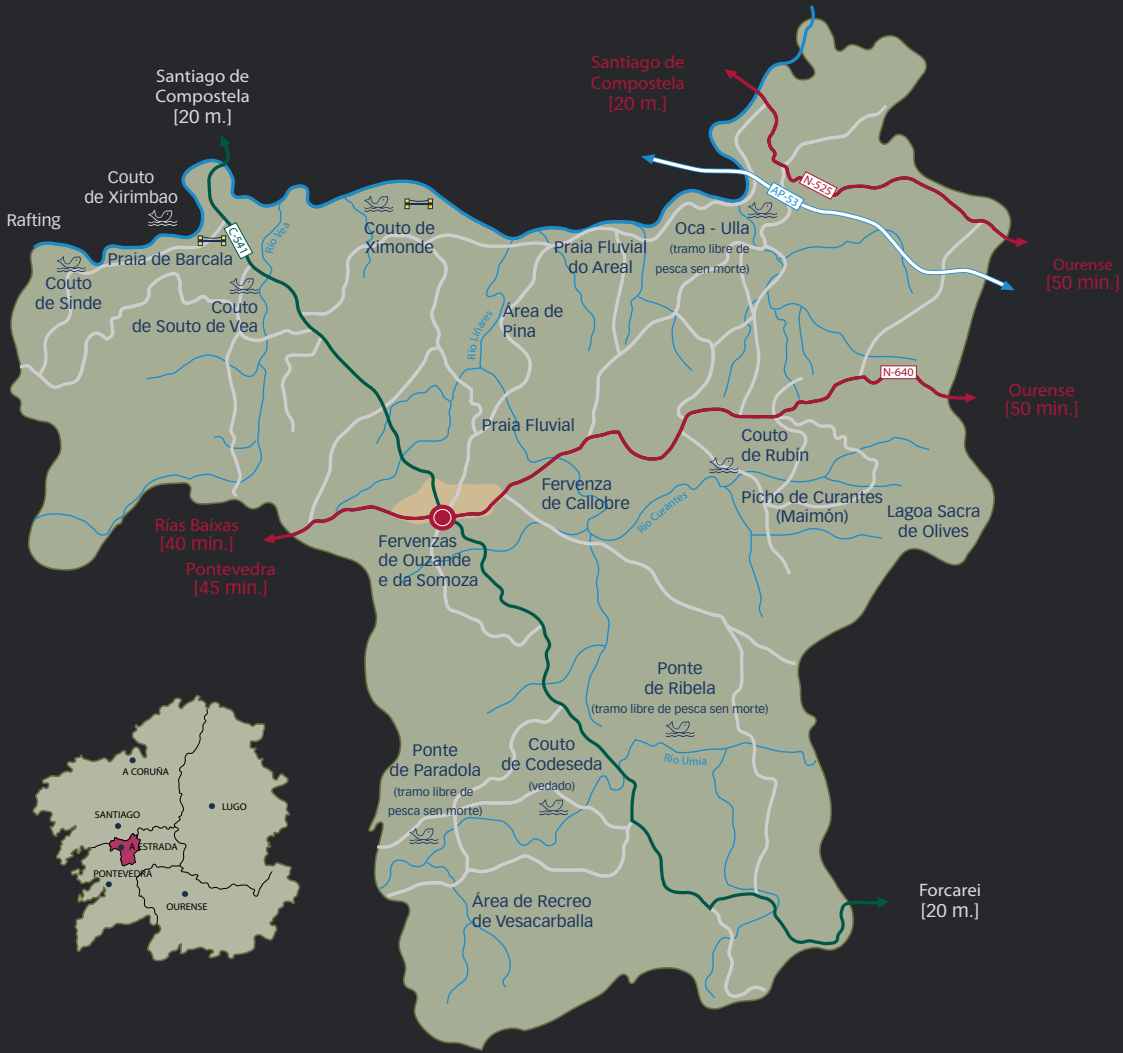 Santiago de
Compostela
[20 m.]
Santiago de
Compostela
[20 m.]
Couto
de Xirimbao
Rafting
C-541
Río Vea
Couto de
Ximonde
Praia de Barcala
Couto
de Sinde
Couto
de Souto de Vea
Praia Fluvial
do Areal
Oca - Ulla
(tramo libre de
pesca sen morte)
N-525
AP-53
Ourense
[50 min.]
Área de
Pina
Río Liñares
N-640
Ourense
[50 min.]
Praia Fluvial
Couto
de Rubín
Fervenza
de Callobre
Río Curantes
Picho de Curantes
(Maimón)
Lagoa Sacra
de Olives
Rías Baixas
[40 min.]
Pontevedra
[45 min.]
Fervenzas
de Ouzande
e da Somoza
Ponte
de Ribela
(tramo libre de pesca sen morte)
Río Umia
Ponte
de Paradola
(tramo libre de
pesca sen morte)
Couto
de Codeseda
(vedado)
Área de Recreo
de Vesacarballa
Forcarei
[20 m.]
A CORUÑA
LUGO
SANTIAGO
A ESTRADA
PONTEVEDRA
OURENSE